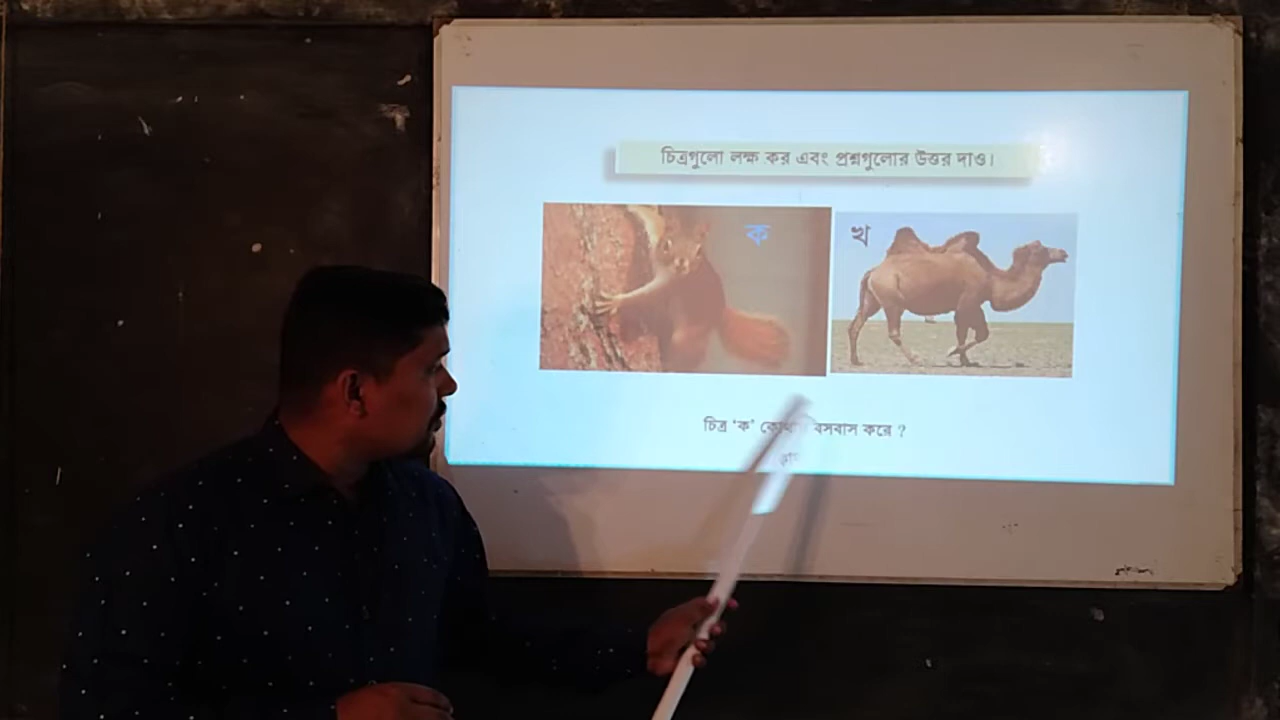 চিত্রগুলো লক্ষ কর এবং প্রশ্নগুলোর উত্তর দাও।
ক
খ
চিত্র ‘ক’ বসবাস করে ?